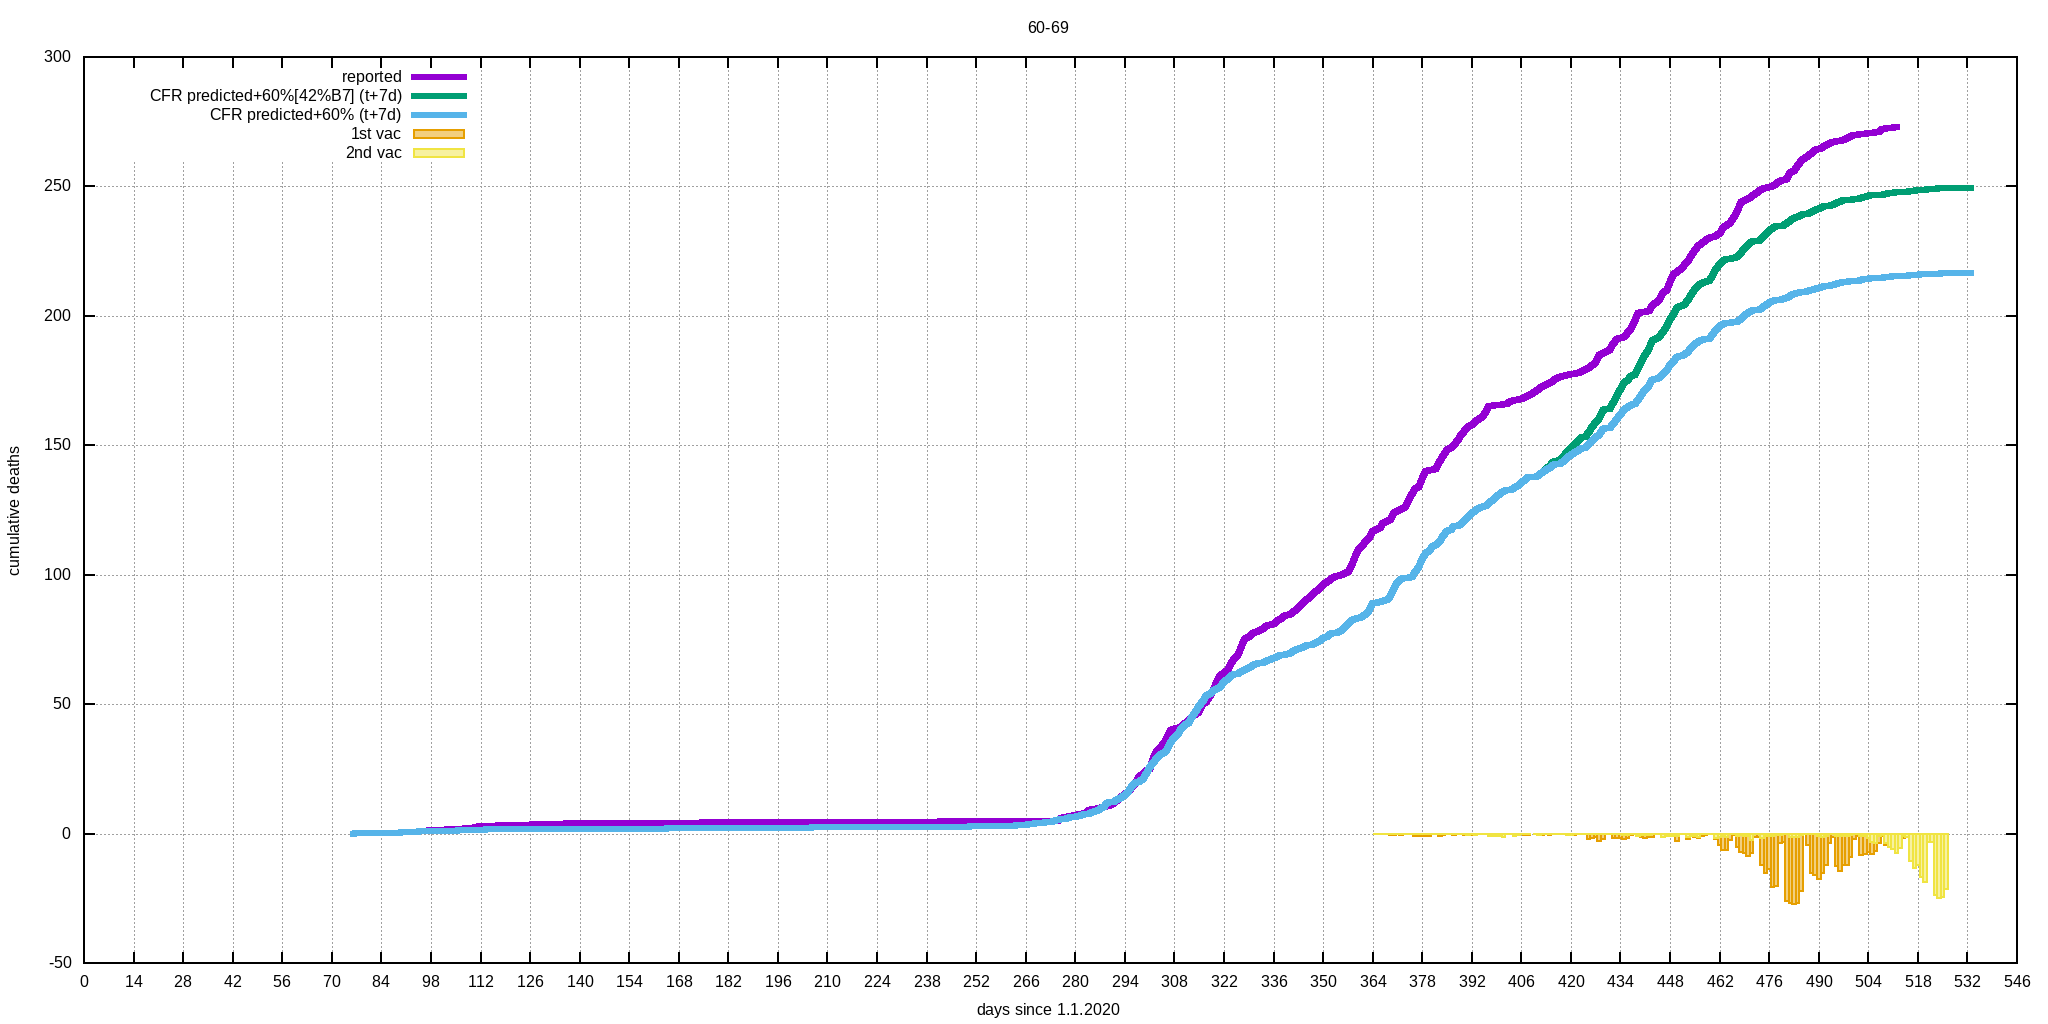 60-69
reported
CFR predicted+60%[42%B7] (t+7d)
CFR predicted+60% (t+7d)
1st vac
2nd vac
300
250
200
150
100
50
0
-50
cumulative deaths
0 14 28 42 56 70 84 98 112 126 140 154 168 182 196 210 224 238 252 266 280 294 308 322 336 350 364 378 392 406 420 434 448 462 476 490 504 518 532 546
days since 1.1.2020